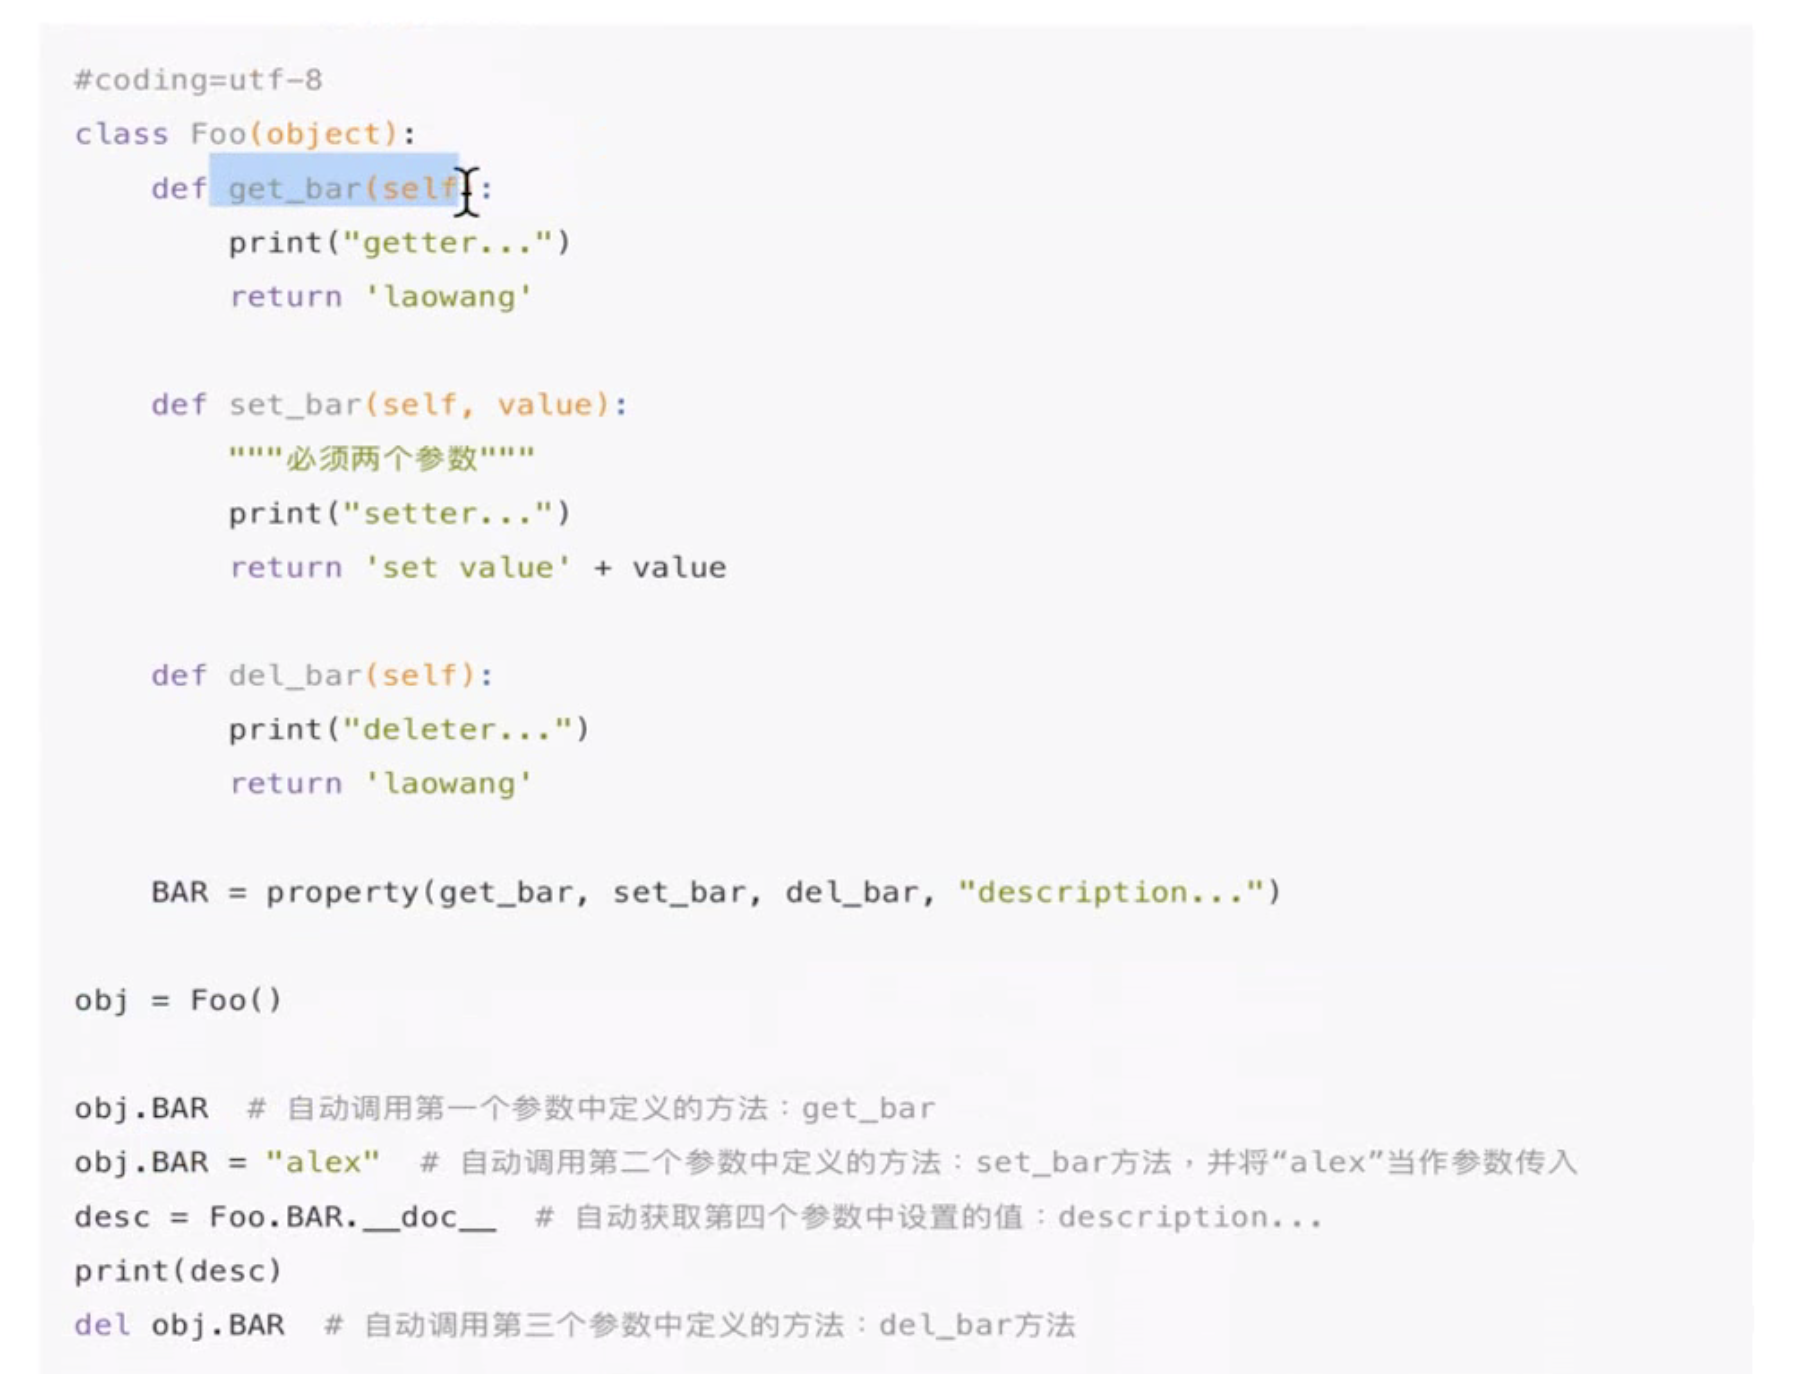 #coding=utf-8
class Foo(object):
    def get_bar(self):
        print("getter...")
        return 'laowang'

    def set_bar(self, value):
        """必须两个参数"""
        print("setter...")
        return 'set value' + value

    def del_bar(self):
        print("deleter...")
        return 'laowang'

    BAR = property(get_bar, set_bar, del_bar, "description...")

obj = Foo()

obj.BAR  # 自动调用第一个参数中定义的方法：get_bar
obj.BAR = "alex"  # 自动调用第二个参数中定义的方法：set_bar方法，并将“alex”当作参数传入
desc = Foo.BAR.__doc__  # 自动获取第四个参数中设置的值：description...
print(desc)
del obj.BAR  # 自动调用第三个参数中定义的方法：del_bar方法